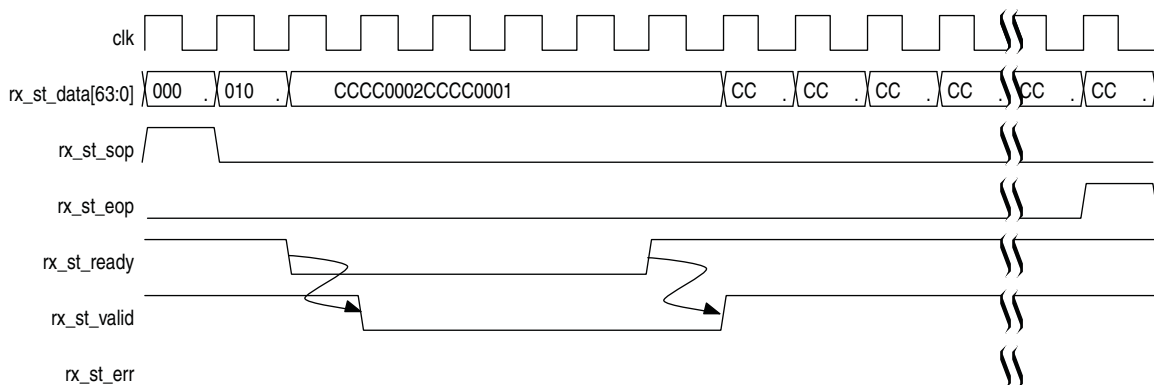 clk
rx_st_data[63:0] 000 . 010 . CCCC0002CCCC0001 CC . CC . CC . CC . CC . CC .
rx_st_sop
rx_st_eop
rx_st_ready
rx_st_valid
rx_st_err